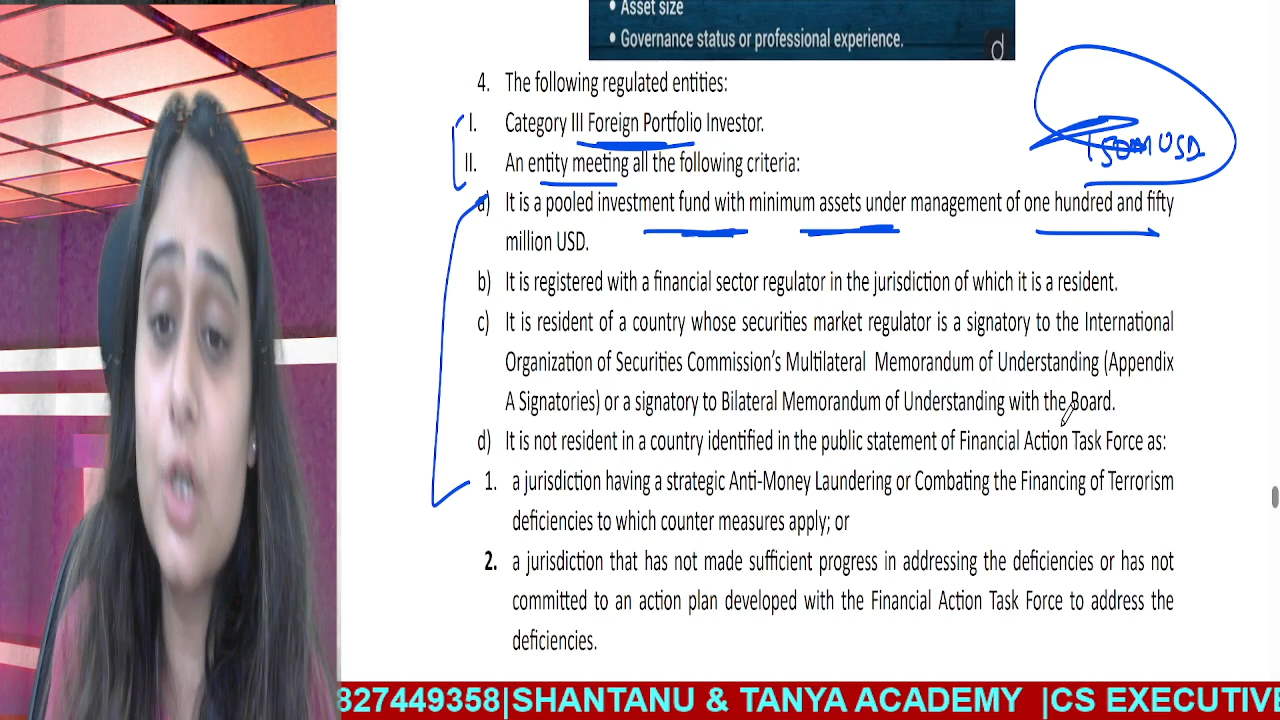 • Asset size
• Governance status or professional experience.
d
4. The following regulated entities:
I. Category III Foreign Portfolio Investor.
II. An entity meeting all the following criteria:
150m USD
a) It is a pooled investment fund with minimum assets under management of one hundred and fifty
million USD.
b) It is registered with a financial sector regulator in the jurisdiction of which it is a resident.
c) It is resident of a country whose securities market regulator is a signatory to the International
Organization of Securities Commission's Multilateral Memorandum of Understanding (Appendix
A Signatories) or a signatory to Bilateral Memorandum of Understanding with the Board.
d) It is not resident in a country identified in the public statement of Financial Action Task Force as:
1. a jurisdiction having a strategic Anti-Money Laundering or Combating the Financing of Terrorism
deficiencies to which counter measures apply; or
2. a jurisdiction that has not made sufficient progress in addressing the deficiencies or has not
committed to an action plan developed with the Financial Action Task Force to address the
deficiencies.
827449358|SHANTANU & TANYA ACADEMY |CS EXECUTIVE